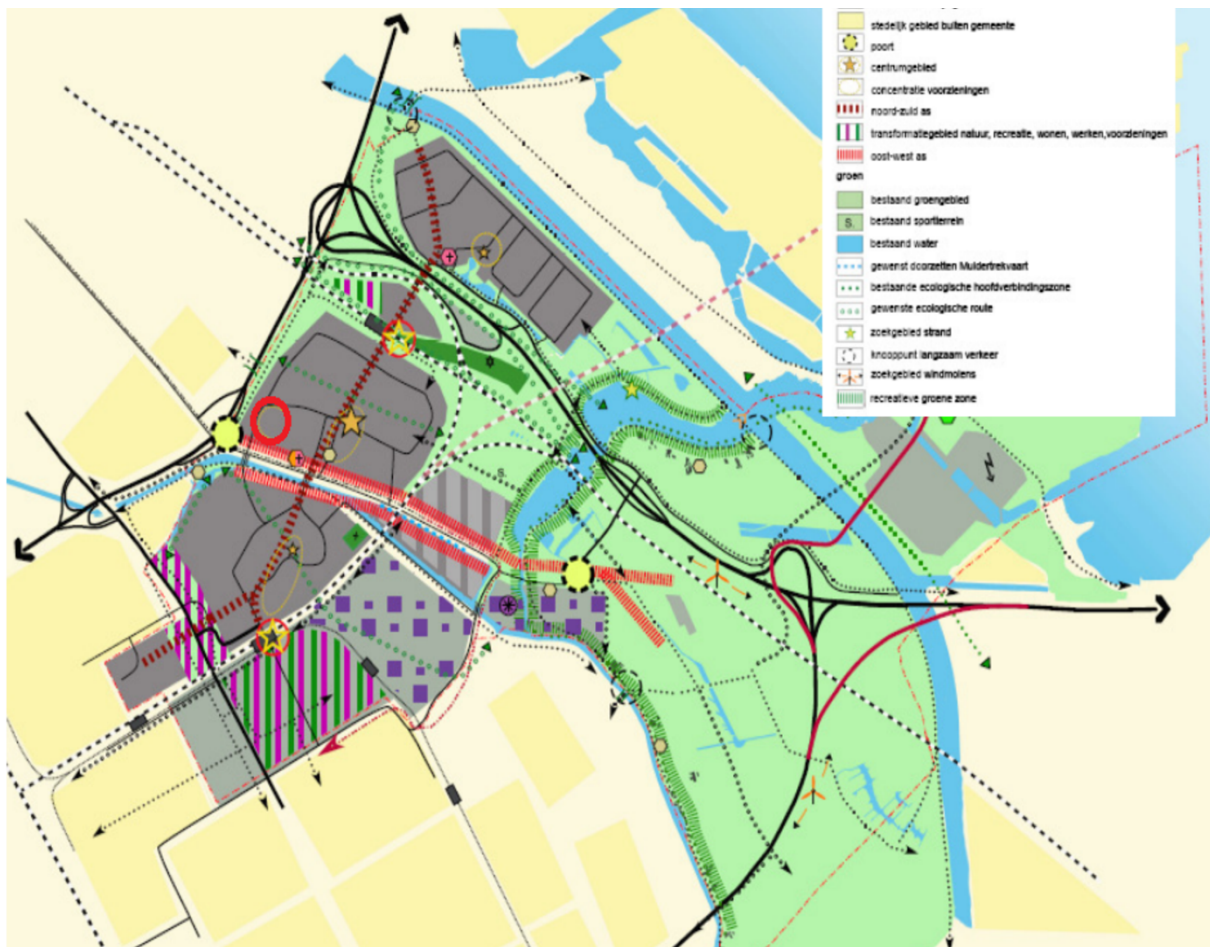 stedelijk gebied buiten gemeente
poort
centrumgebied
concentratie voorzieningen
noord-zuid as
transformatiegebied natuur, recreatie, wonen, werken,voorzieningen
oost-west as
groen
bestaand groengebied
S. bestaand sportterrein
bestaand water
gewenst doorzetten Muidertrekvaart
bestaande ecologische hoofdverbindingszone
gewenste ecologische route
zoekgebied strand
knooppunt langzaam verkeer
zoekgebied windmolens
recreatieve groene zone
S.